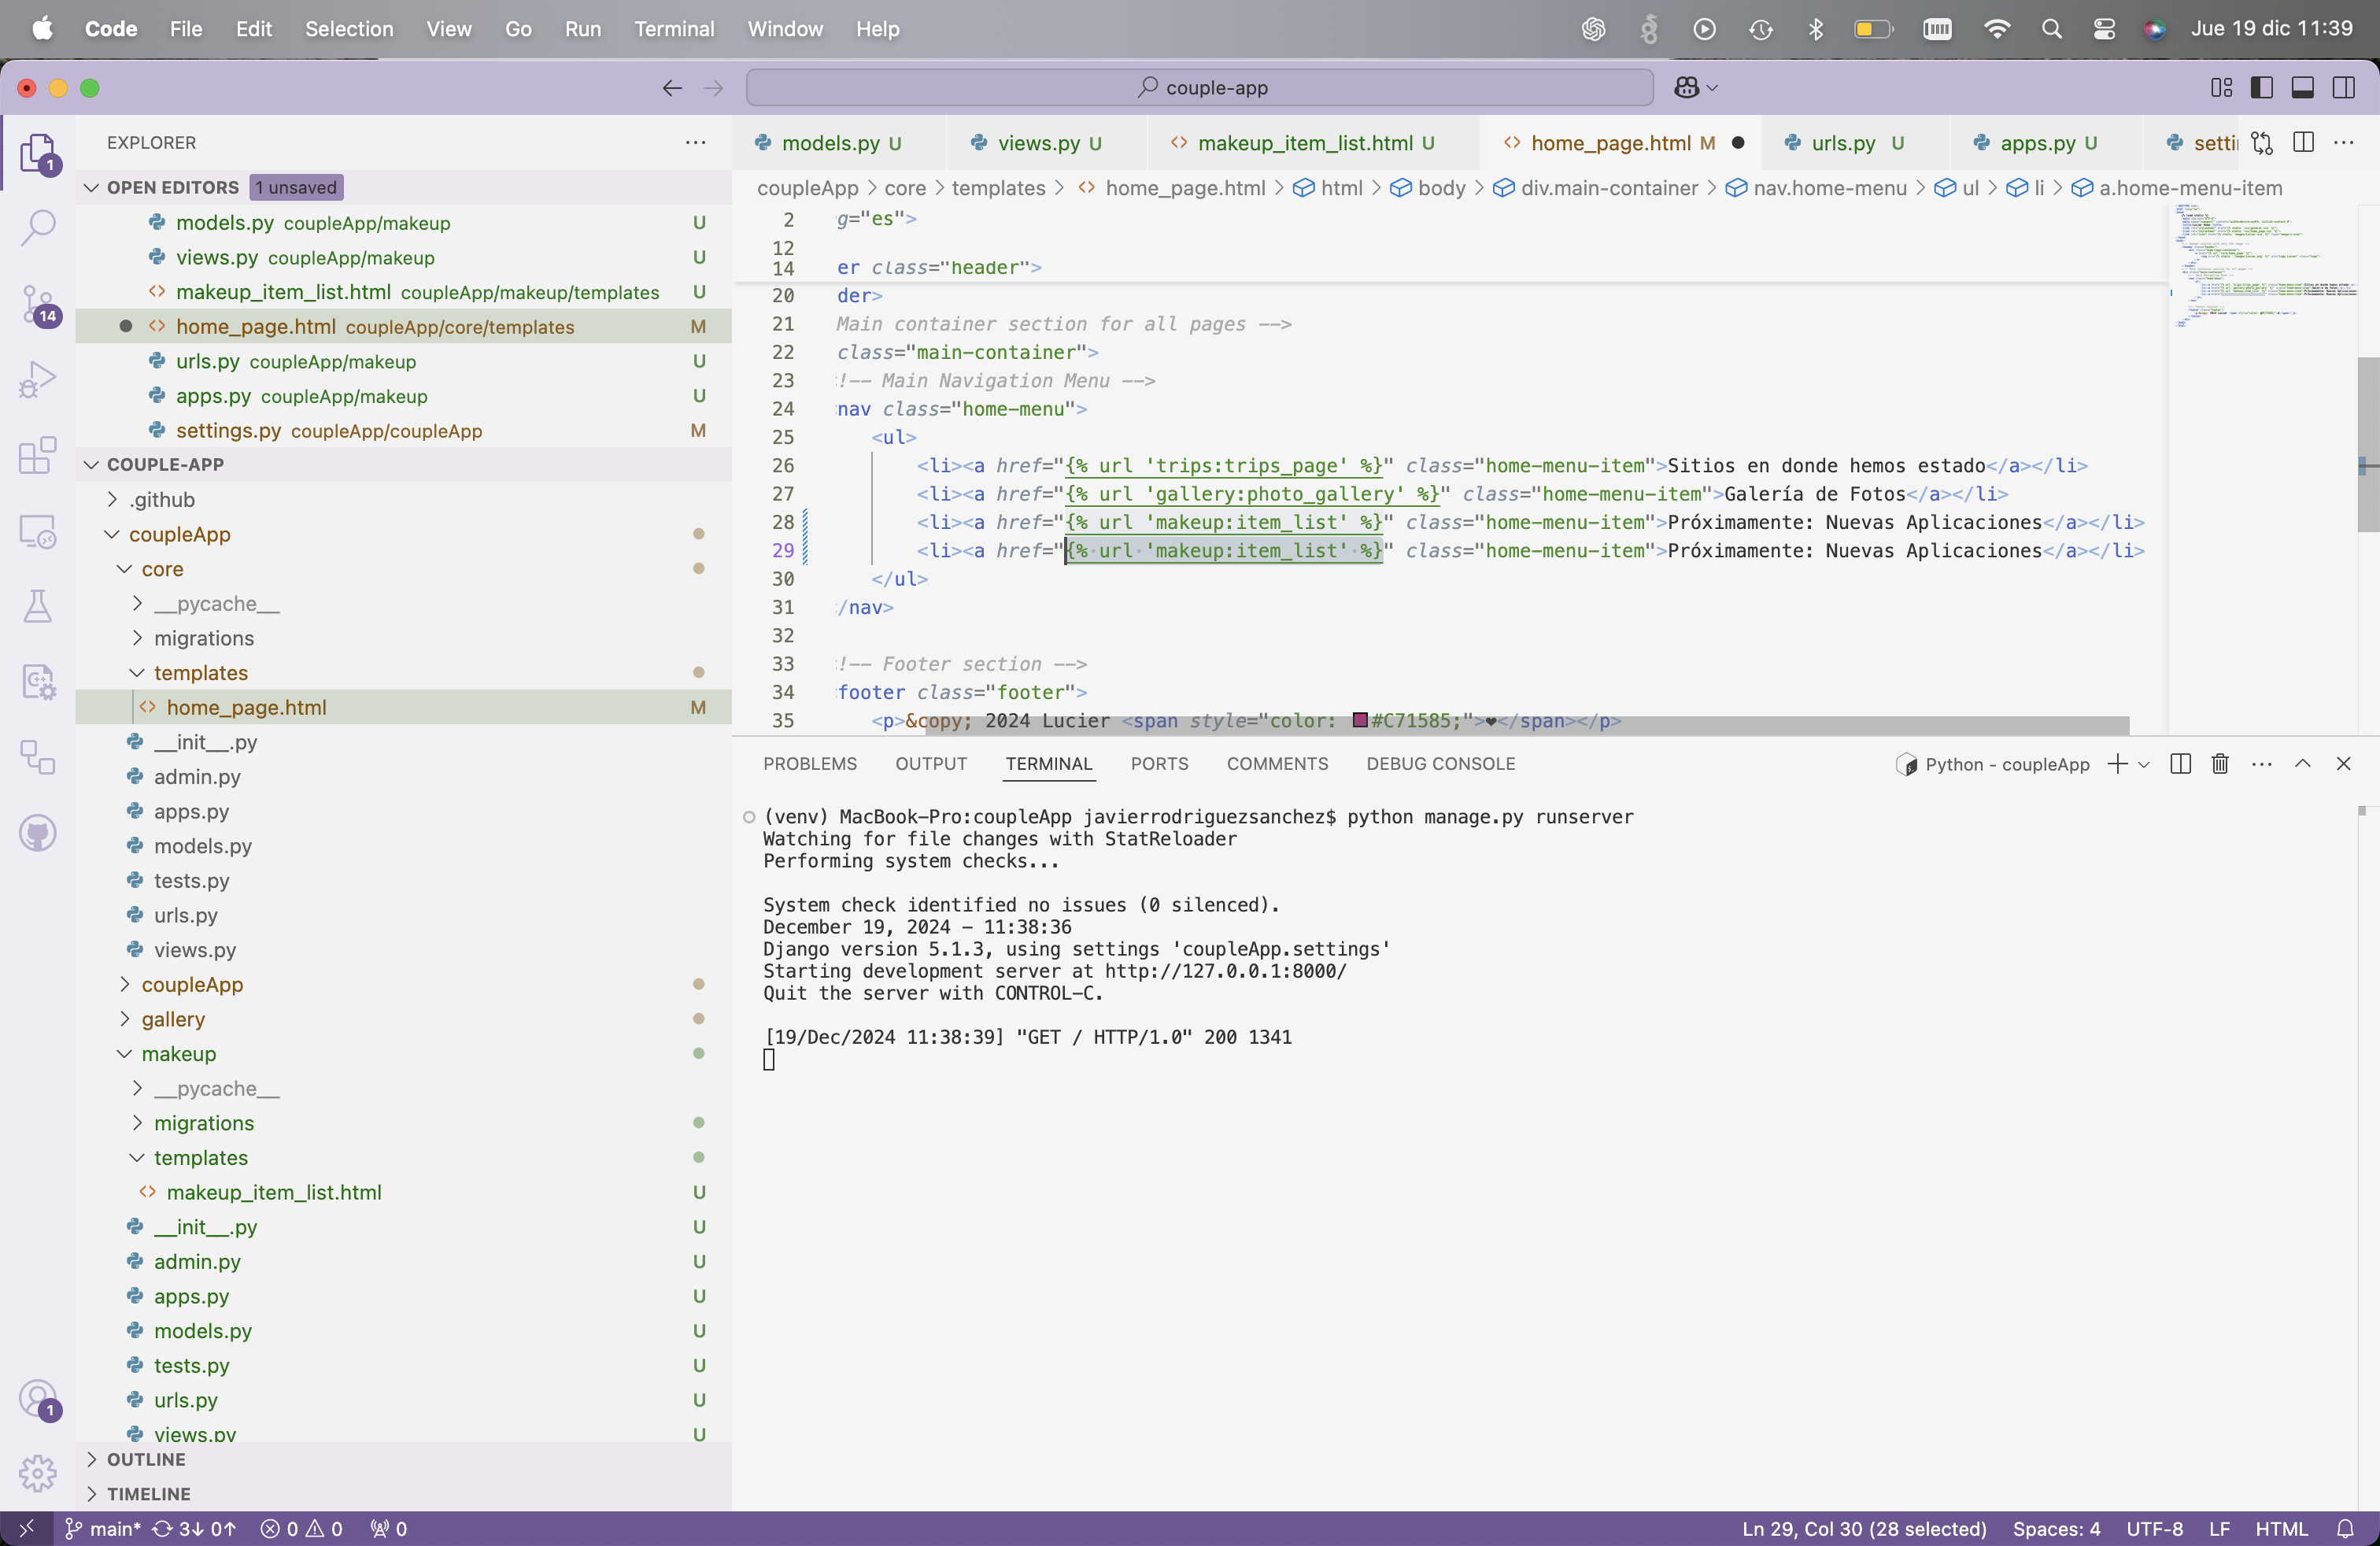 Code File Edit Selection View Go Run Terminal Window Help Jue 19 dic 11:39
couple-app
EXPLORER
OPEN EDITORS 1 unsaved
models.py coupleApp/makeup U
views.py coupleApp/makeup U
makeup_item_list.html coupleApp/makeup/templates U
home_page.html coupleApp/core/templates M
urls.py coupleApp/makeup U
apps.py coupleApp/makeup U
settings.py coupleApp/coupleApp M
COUPLE-APP
.github
coupleApp
core
__pycache__
migrations
templates
home_page.html M
__init__.py
admin.py
apps.py
models.py
tests.py
urls.py
views.py
coupleApp
gallery
makeup
__pycache__
migrations
templates
makeup_item_list.html U
__init__.py U
admin.py U
apps.py U
models.py U
tests.py U
urls.py U
views.py U
OUTLINE
TIMELINE
1
14
1
models.py U views.py U makeup_item_list.html U home_page.html M urls.py U apps.py U setti
coupleApp > core > templates > home_page.html > html > body > div.main-container > nav.home-menu > ul > li > a.home-menu-item
2 g="es">
12
14 er class="header">
20 der>
21 Main container section for all pages -->
22 class="main-container">
23 !-- Main Navigation Menu -->
24 nav class="home-menu">
25 <ul>
26 <li><a href="{% url 'trips:trips_page' %}" class="home-menu-item">Sitios en donde hemos estado</a></li>
27 <li><a href="{% url 'gallery:photo_gallery' %}" class="home-menu-item">Galería de Fotos</a></li>
28 <li><a href="{% url 'makeup:item_list' %}" class="home-menu-item">Próximamente: Nuevas Aplicaciones</a></li>
29 <li><a href="{% url 'makeup:item_list' %}" class="home-menu-item">Próximamente: Nuevas Aplicaciones</a></li>
30 </ul>
31 /nav>
32
33 !-- Footer section -->
34 footer class="footer">
35 <p>&copy; 2024 Lucier <span style="color: #C71585;">❤</span></p>
PROBLEMS OUTPUT TERMINAL PORTS COMMENTS DEBUG CONSOLE Python - coupleApp
(venv) MacBook-Pro:coupleApp javierrodriguezsanchez$ python manage.py runserver
Watching for file changes with StatReloader
Performing system checks...
System check identified no issues (0 silenced).
December 19, 2024 - 11:38:36
Django version 5.1.3, using settings 'coupleApp.settings'
Starting development server at http://127.0.0.1:8000/
Quit the server with CONTROL-C.
[19/Dec/2024 11:38:39] "GET / HTTP/1.0" 200 1341
main* 3↓ 0↑ 0 0 0 Ln 29, Col 30 (28 selected) Spaces: 4 UTF-8 LF HTML